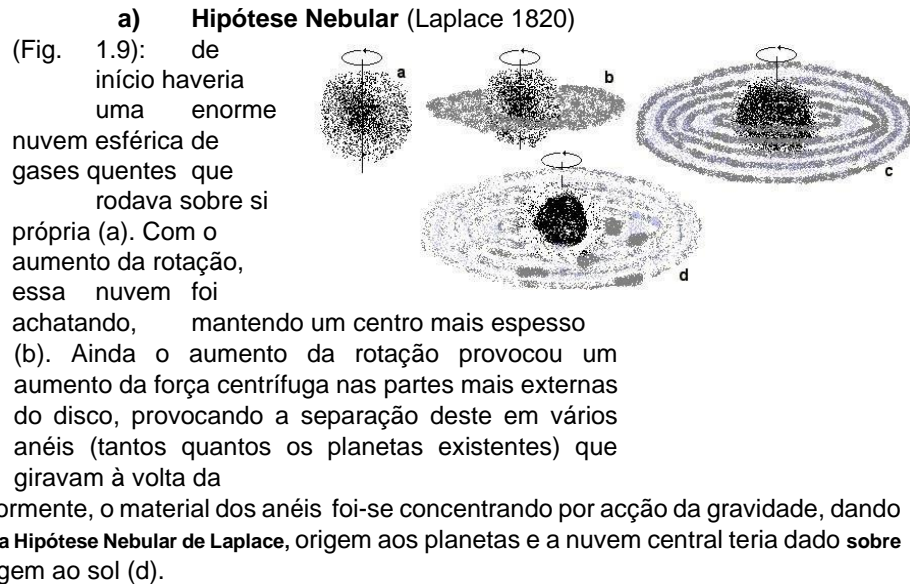 a) Hipótese Nebular (Laplace 1820)
(Fig. 1.9): de
início haveria
uma enorme
nuvem esférica de
gases quentes que
rodava sobre si
própria (a). Com o
aumento da rotação,
essa nuvem foi
achatando, mantendo um centro mais espesso
(b). Ainda o aumento da rotação provocou um
aumento da força centrífuga nas partes mais externas
do disco, provocando a separação deste em vários
anéis (tantos quantos os planetas existentes) que
giravam à volta da
ormente, o material dos anéis foi-se concentrando por acção da gravidade, dando
a Hipótese Nebular de Laplace, origem aos planetas e a nuvem central teria dado sobre
gem ao sol (d).
a
b
c
d